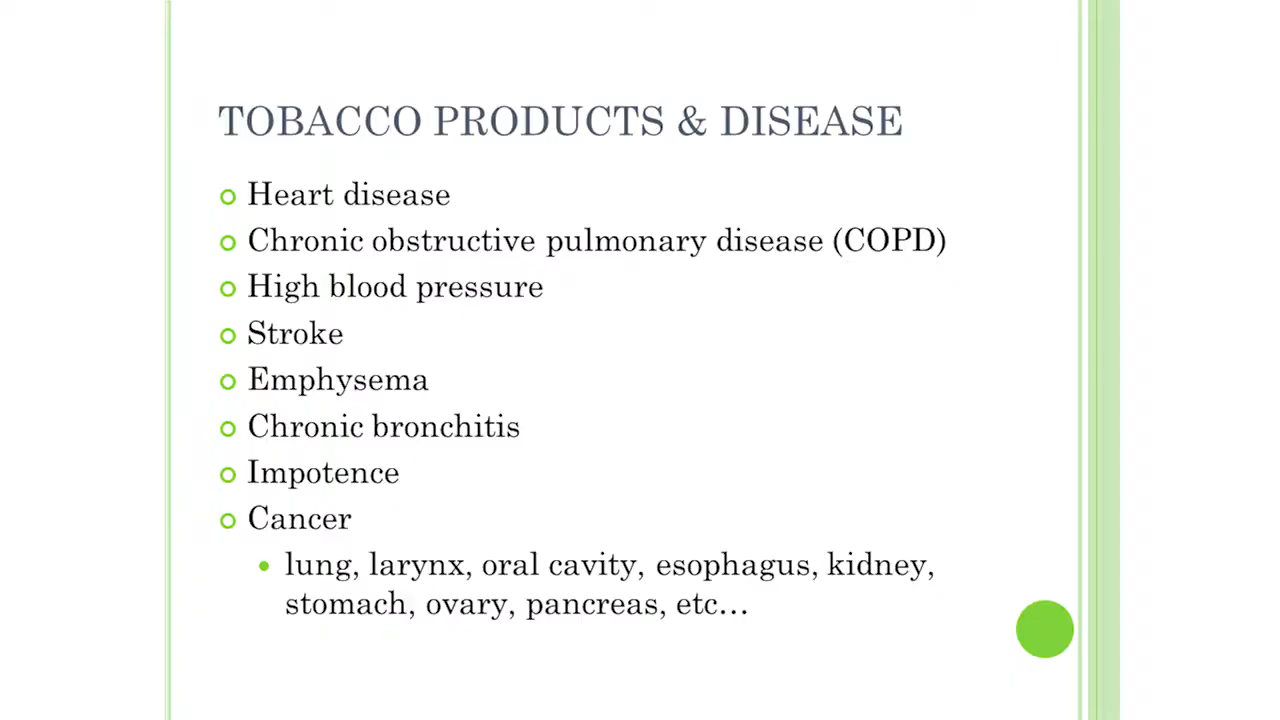 TOBACCO PRODUCTS & DISEASE
Heart disease
Chronic obstructive pulmonary disease (COPD)
High blood pressure
Stroke
Emphysema
Chronic bronchitis
Impotence
Cancer
lung, larynx, oral cavity, esophagus, kidney,
stomach, ovary, pancreas, etc…